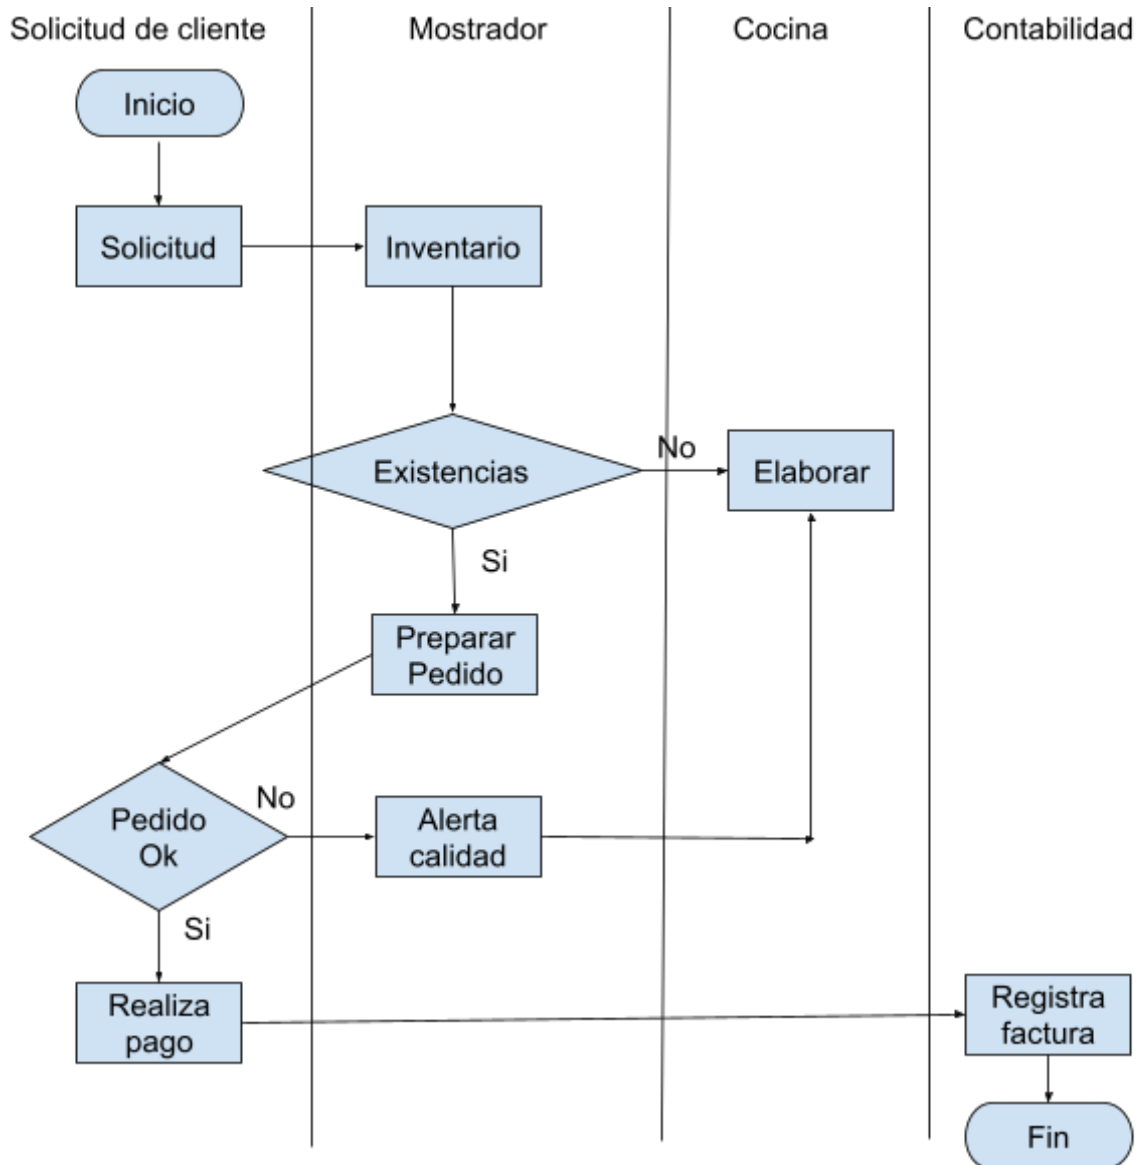 Solicitud de cliente
Mostrador
Cocina
Contabilidad
Inicio
Solicitud
Inventario
Existencias
No
Elaborar
Si
Preparar
Pedido
Pedido
Ok
No
Alerta
calidad
Si
Realiza
pago
Registra
factura
Fin